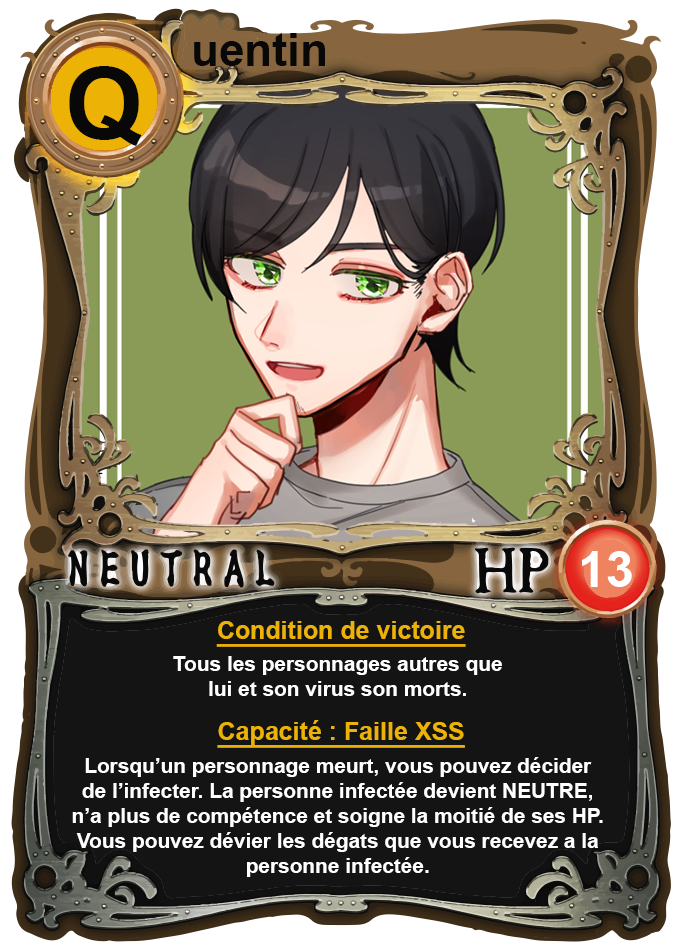 Quentin
NEUTRAL HP 13
Condition de victoire
Tous les personnages autres que
lui et son virus son morts.
Capacité : Faille XSS
Lorsqu’un personnage meurt, vous pouvez décider
de l’infecter. La personne infectée devient NEUTRE,
n’a plus de compétence et soigne la moitié de ses HP.
Vous pouvez dévier les dégats que vous recevez a la
personne infectée.